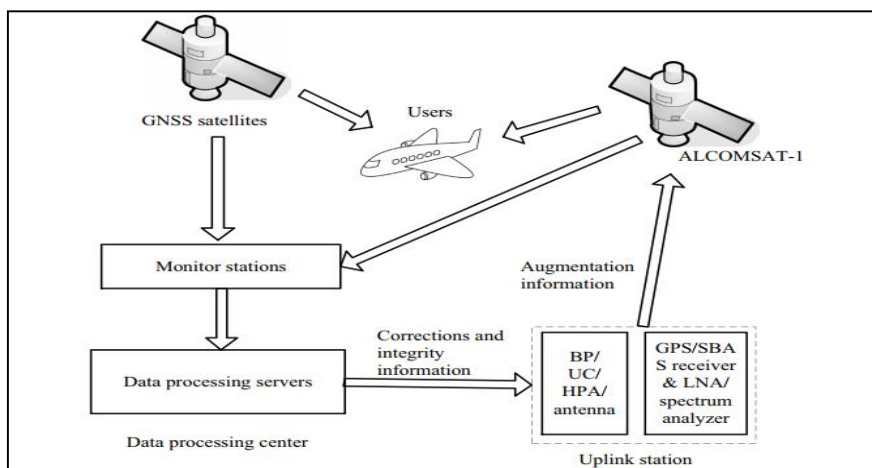 GNSS satellites
Users
ALCOMSAT-1
Monitor stations
Augmentation
information
Corrections and
integrity
information
Data processing servers
BP/
UC/
HPA/
antenna
GPS/SBA
S receiver
& LNA/
spectrum
analyzer
Data processing center
Uplink station